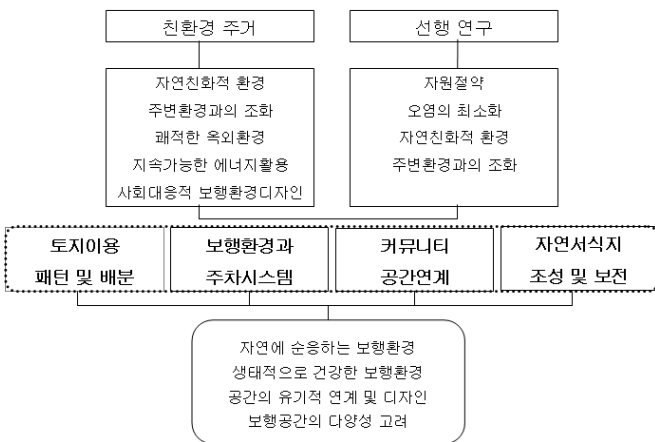 친환경 주거
선행 연구
자연친화적 환경
주변환경과의 조화
쾌적한 옥외환경
지속가능한 에너지활용
사회대응적 보행환경디자인
자원절약
오염의 최소화
자연친화적 환경
주변환경과의 조화
토지이용
패턴 및 배분
보행환경과
주차시스템
커뮤니티
공간연계
자연서식지
조성 및 보전
자연에 순응하는 보행환경
생태적으로 건강한 보행환경
공간의 유기적 연계 및 디자인
보행공간의 다양성 고려